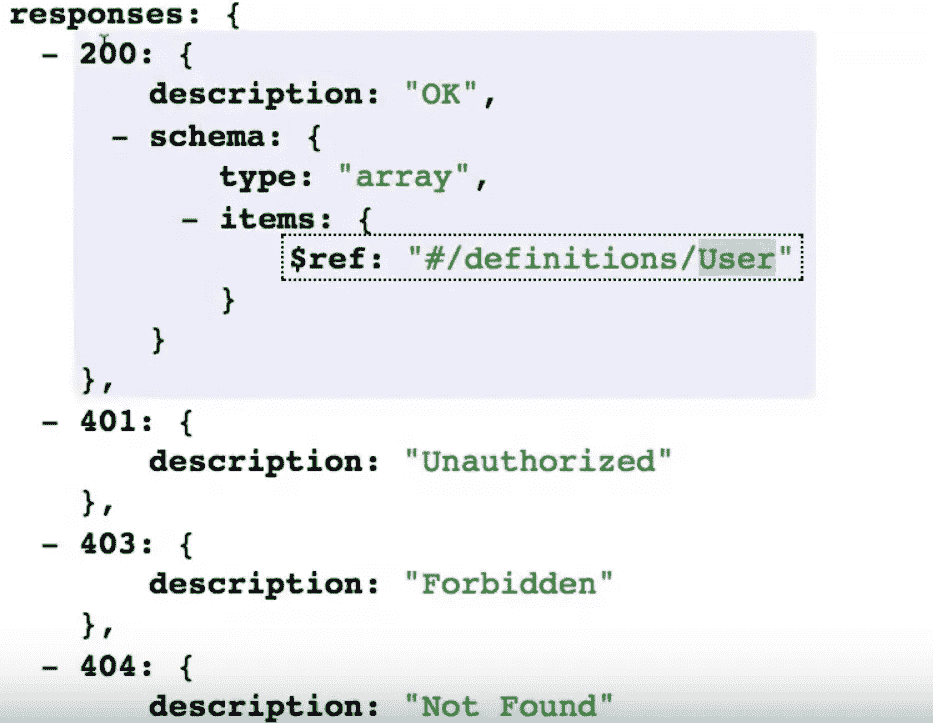 responses: {
- 200: {
description: "OK",
- schema: {
type: "array",
- items: {
$ref: "#/definitions/User"
}
}
},
- 401: {
description: "Unauthorized"
},
- 403: {
description: "Forbidden"
},
- 404: {
description: "Not Found"